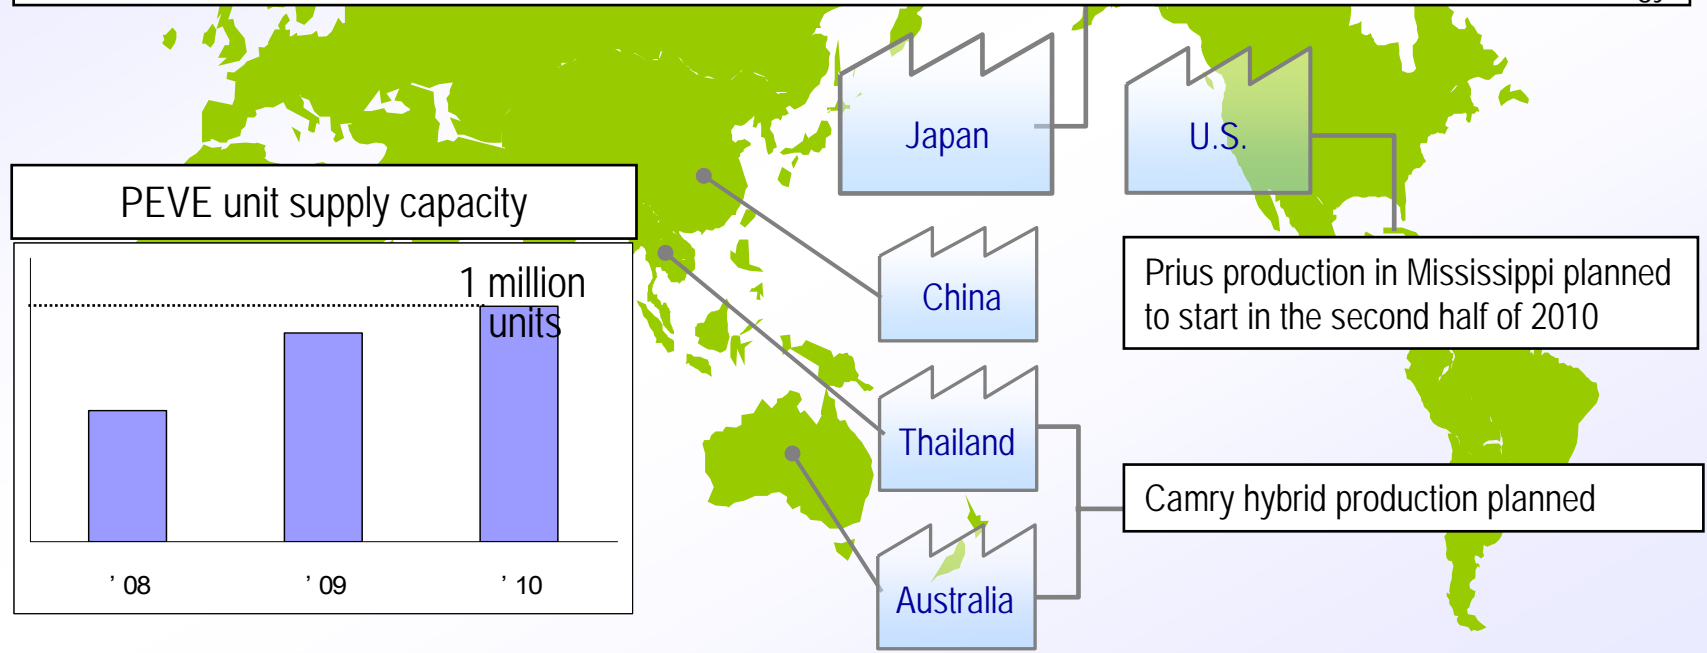 Japan
U.S.
PEVE unit supply capacity
1 million
units
' 08
' 09
' 10
China
Prius production in Mississippi planned
to start in the second half of 2010
Thailand
Camry hybrid production planned
Australia